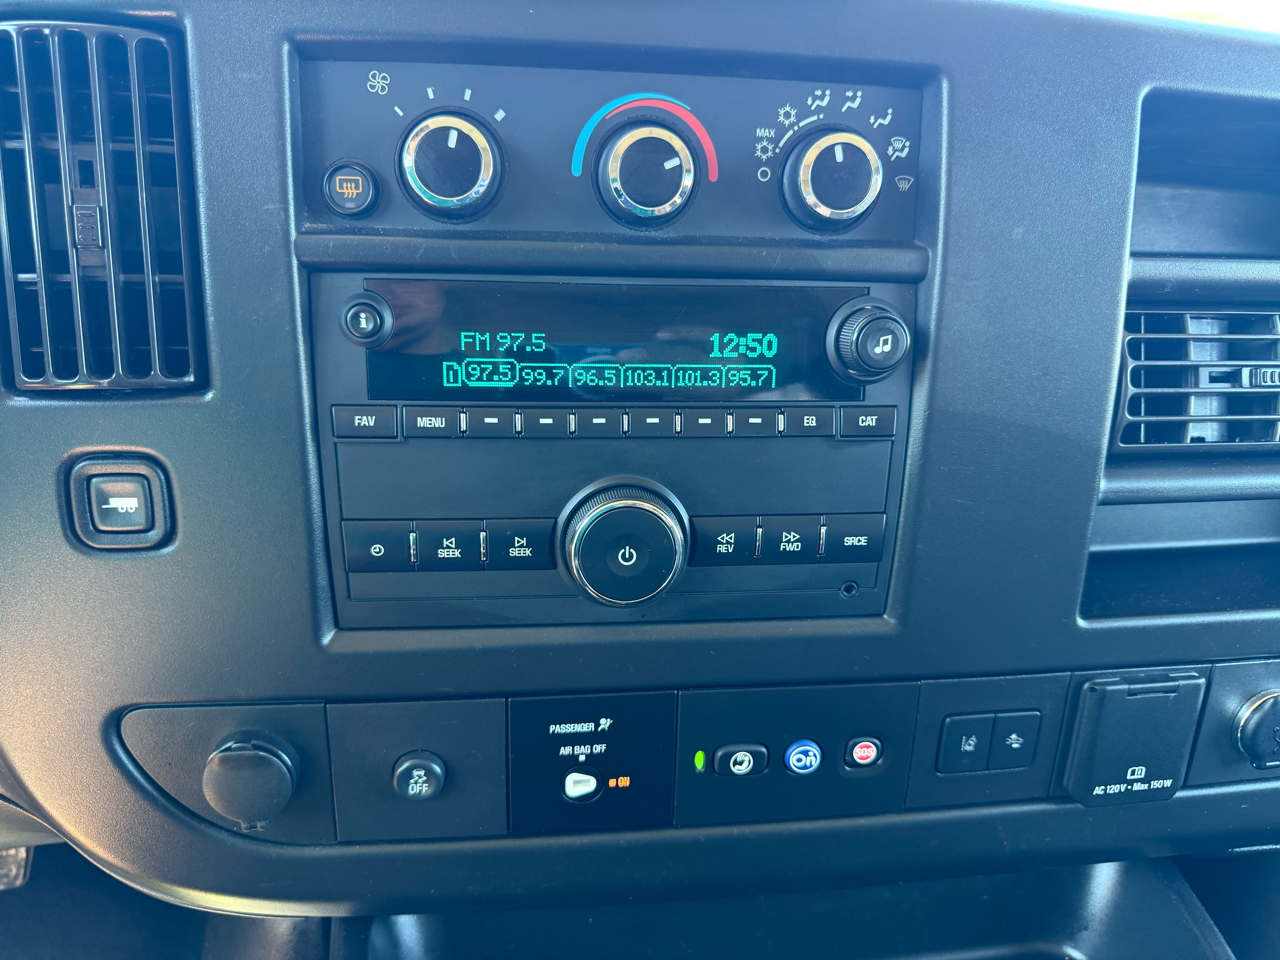 MAX
i
FM 97.5 12:50
1 97.5 99.7 96.5 103.1 101.3 95.7
FAV MENU EQ CAT
SEEK SEEK REV FWD SRCE
PASSENGER
AIR BAG OFF
ON
OFF
On
SOS
AC 120V • Max 150W